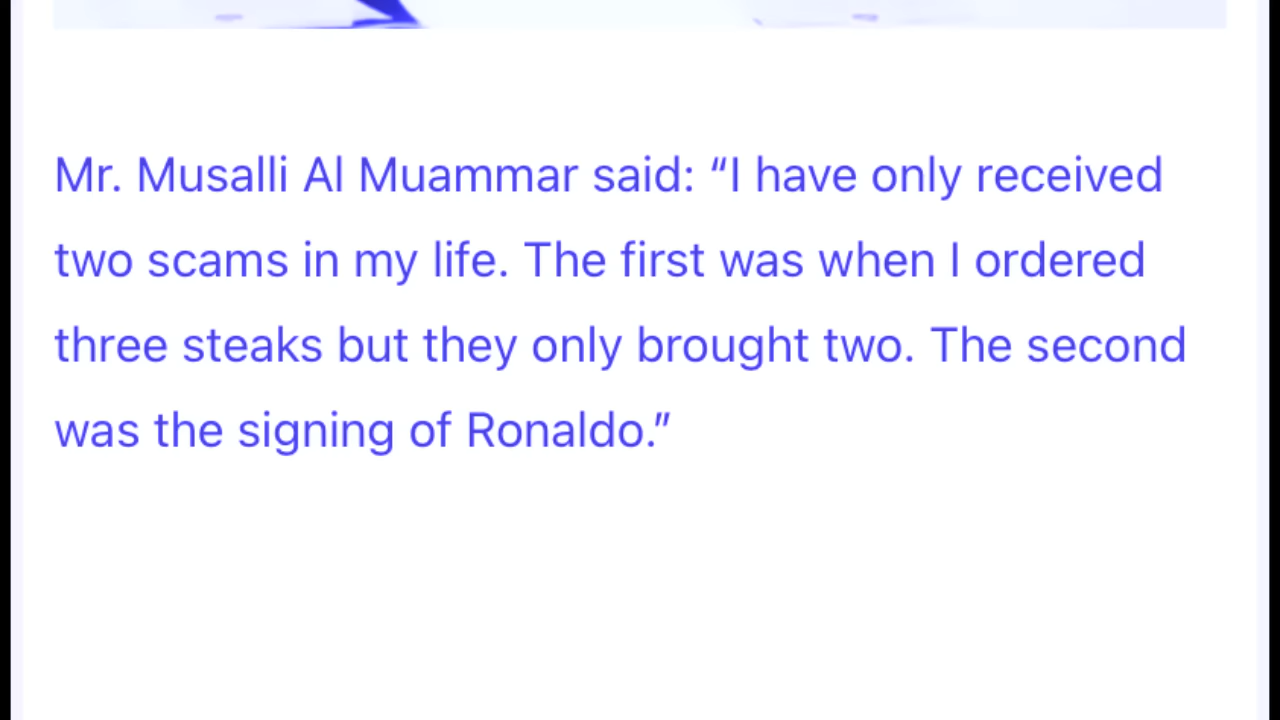 Mr. Musalli Al Muammar said: “I have only received
two scams in my life. The first was when I ordered
three steaks but they only brought two. The second
was the signing of Ronaldo.”